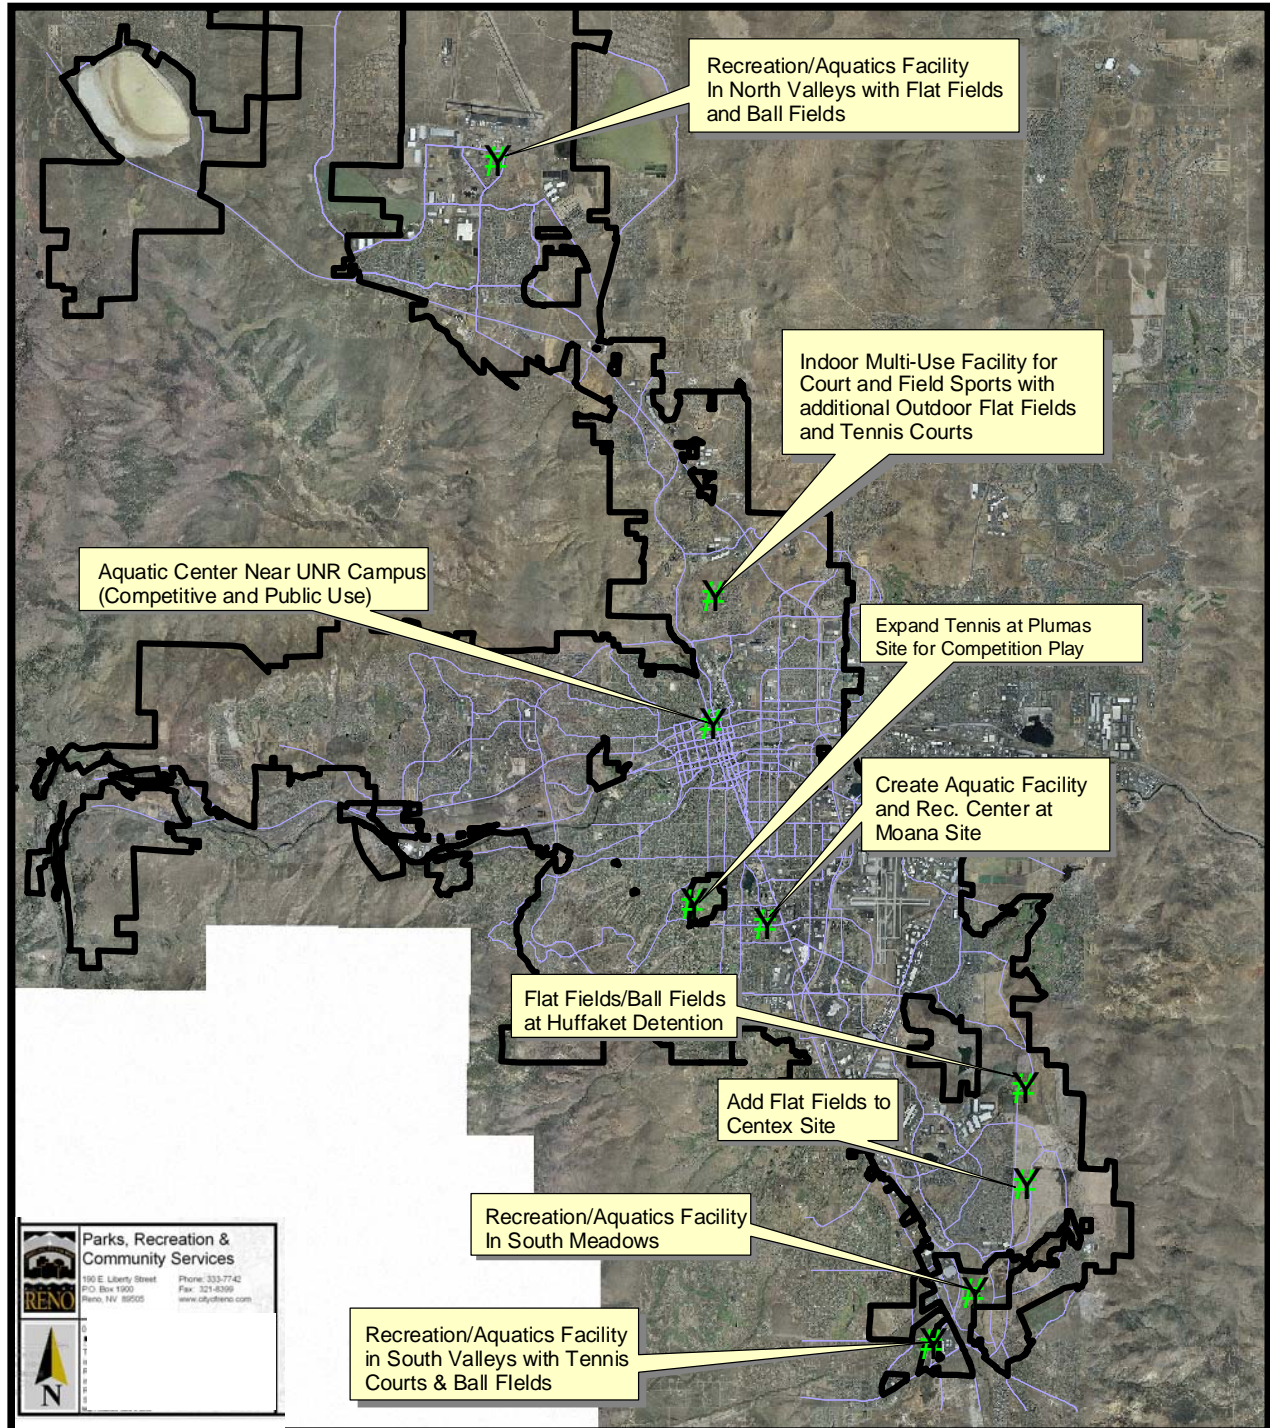 Recreation/Aquatics Facility
In North Valleys with Flat Fields
and Ball Fields
Indoor Multi-Use Facility for
Court and Field Sports with
additional Outdoor Flat Fields
and Tennis Courts
Aquatic Center Near UNR Campus
(Competitive and Public Use)
Expand Tennis at Plumas
Site for Competition Play
Create Aquatic Facility
and Rec. Center at
Moana Site
Flat Fields/Ball Fields
at Huffaket Detention
Add Flat Fields to
Centex Site
Recreation/Aquatics Facility
In South Meadows
Recreation/Aquatics Facility
in South Valleys with Tennis
Courts & Ball FIelds
Parks, Recreation &
Community Services
190 E. Liberty Street
P.O. Box 1900
Reno, NV 89505
Phone: 333-7742
Fax: 321-8399
www.cityofreno.com
RENO
N